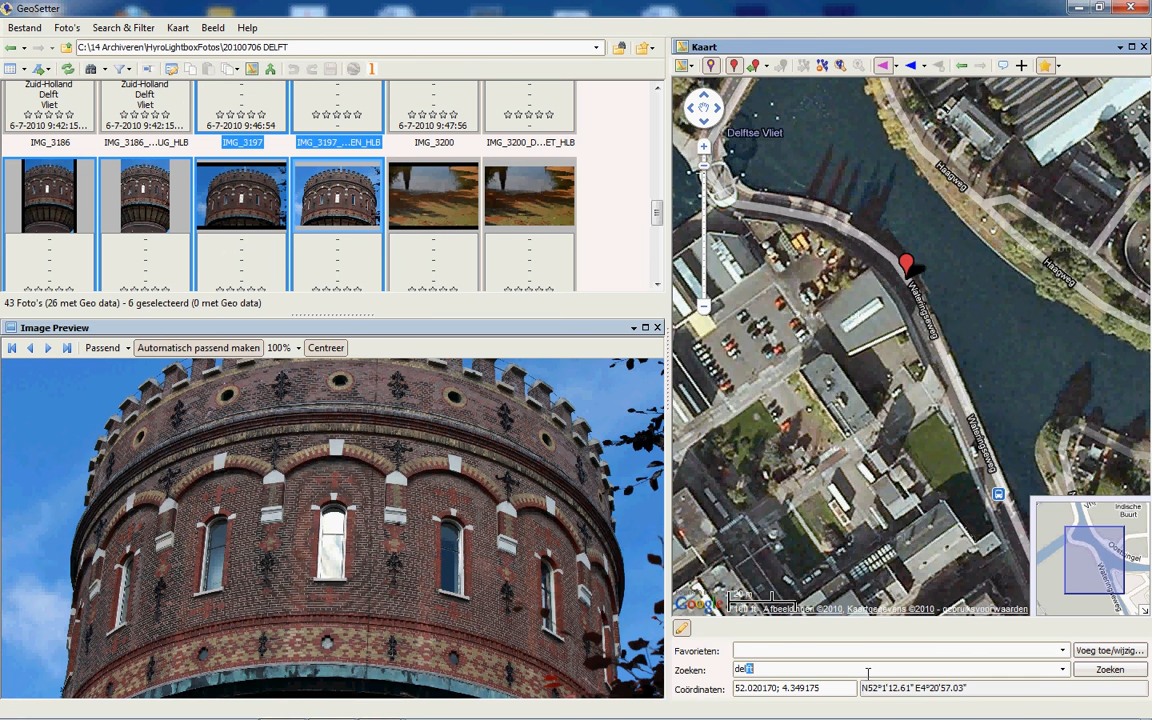 GeoSetter
Bestand Foto's Search & Filter Kaart Beeld Help
C:\14 Archiveren\HyroLightboxFotos\20100706 DELFT
Zuid-Holland Zuid-Holland
Delft Delft
Vliet Vliet
6-7-2010 9:42:15... 6-7-2010 9:42:15... 6-7-2010 9:46:54 - 6-7-2010 9:47:56 -
IMG_3186 IMG_3186_...UG_HLB IMG_3197 IMG_3197_...EN_HLB IMG_3200 IMG_3200_D...ET_HLB
43 Foto's (26 met Geo data) - 6 geselecteerd (0 met Geo data)
Image Preview
Passend Automatisch passend maken 100% Centreer
Kaart
Delftse Vliet
Haagweg
Haagweg
Wateringseweg
Wateringseweg
Indische
Buurt
Wateringseweg
Google
©2010, Kaartgegevens ©2010 - gebruiksvoorwaarden
Favorieten: Voeg toe/wijzig...
Zoeken: delft Zoeken
Coördinaten: 52.020170; 4.349175 N52°1'12.61" E4°20'57.03"